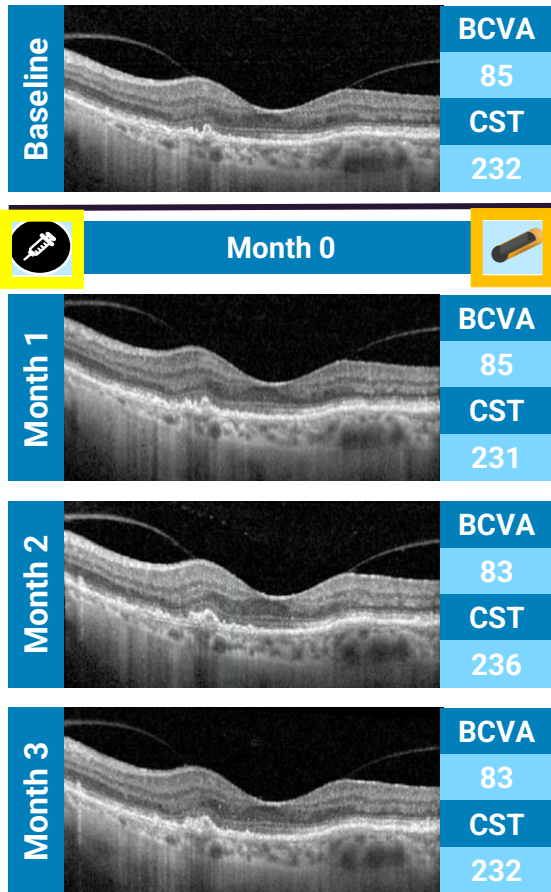 Baseline
BCVA
85
CST
232
Month 0
Month 1
BCVA
85
CST
231
Month 2
BCVA
83
CST
236
Month 3
BCVA
83
CST
232